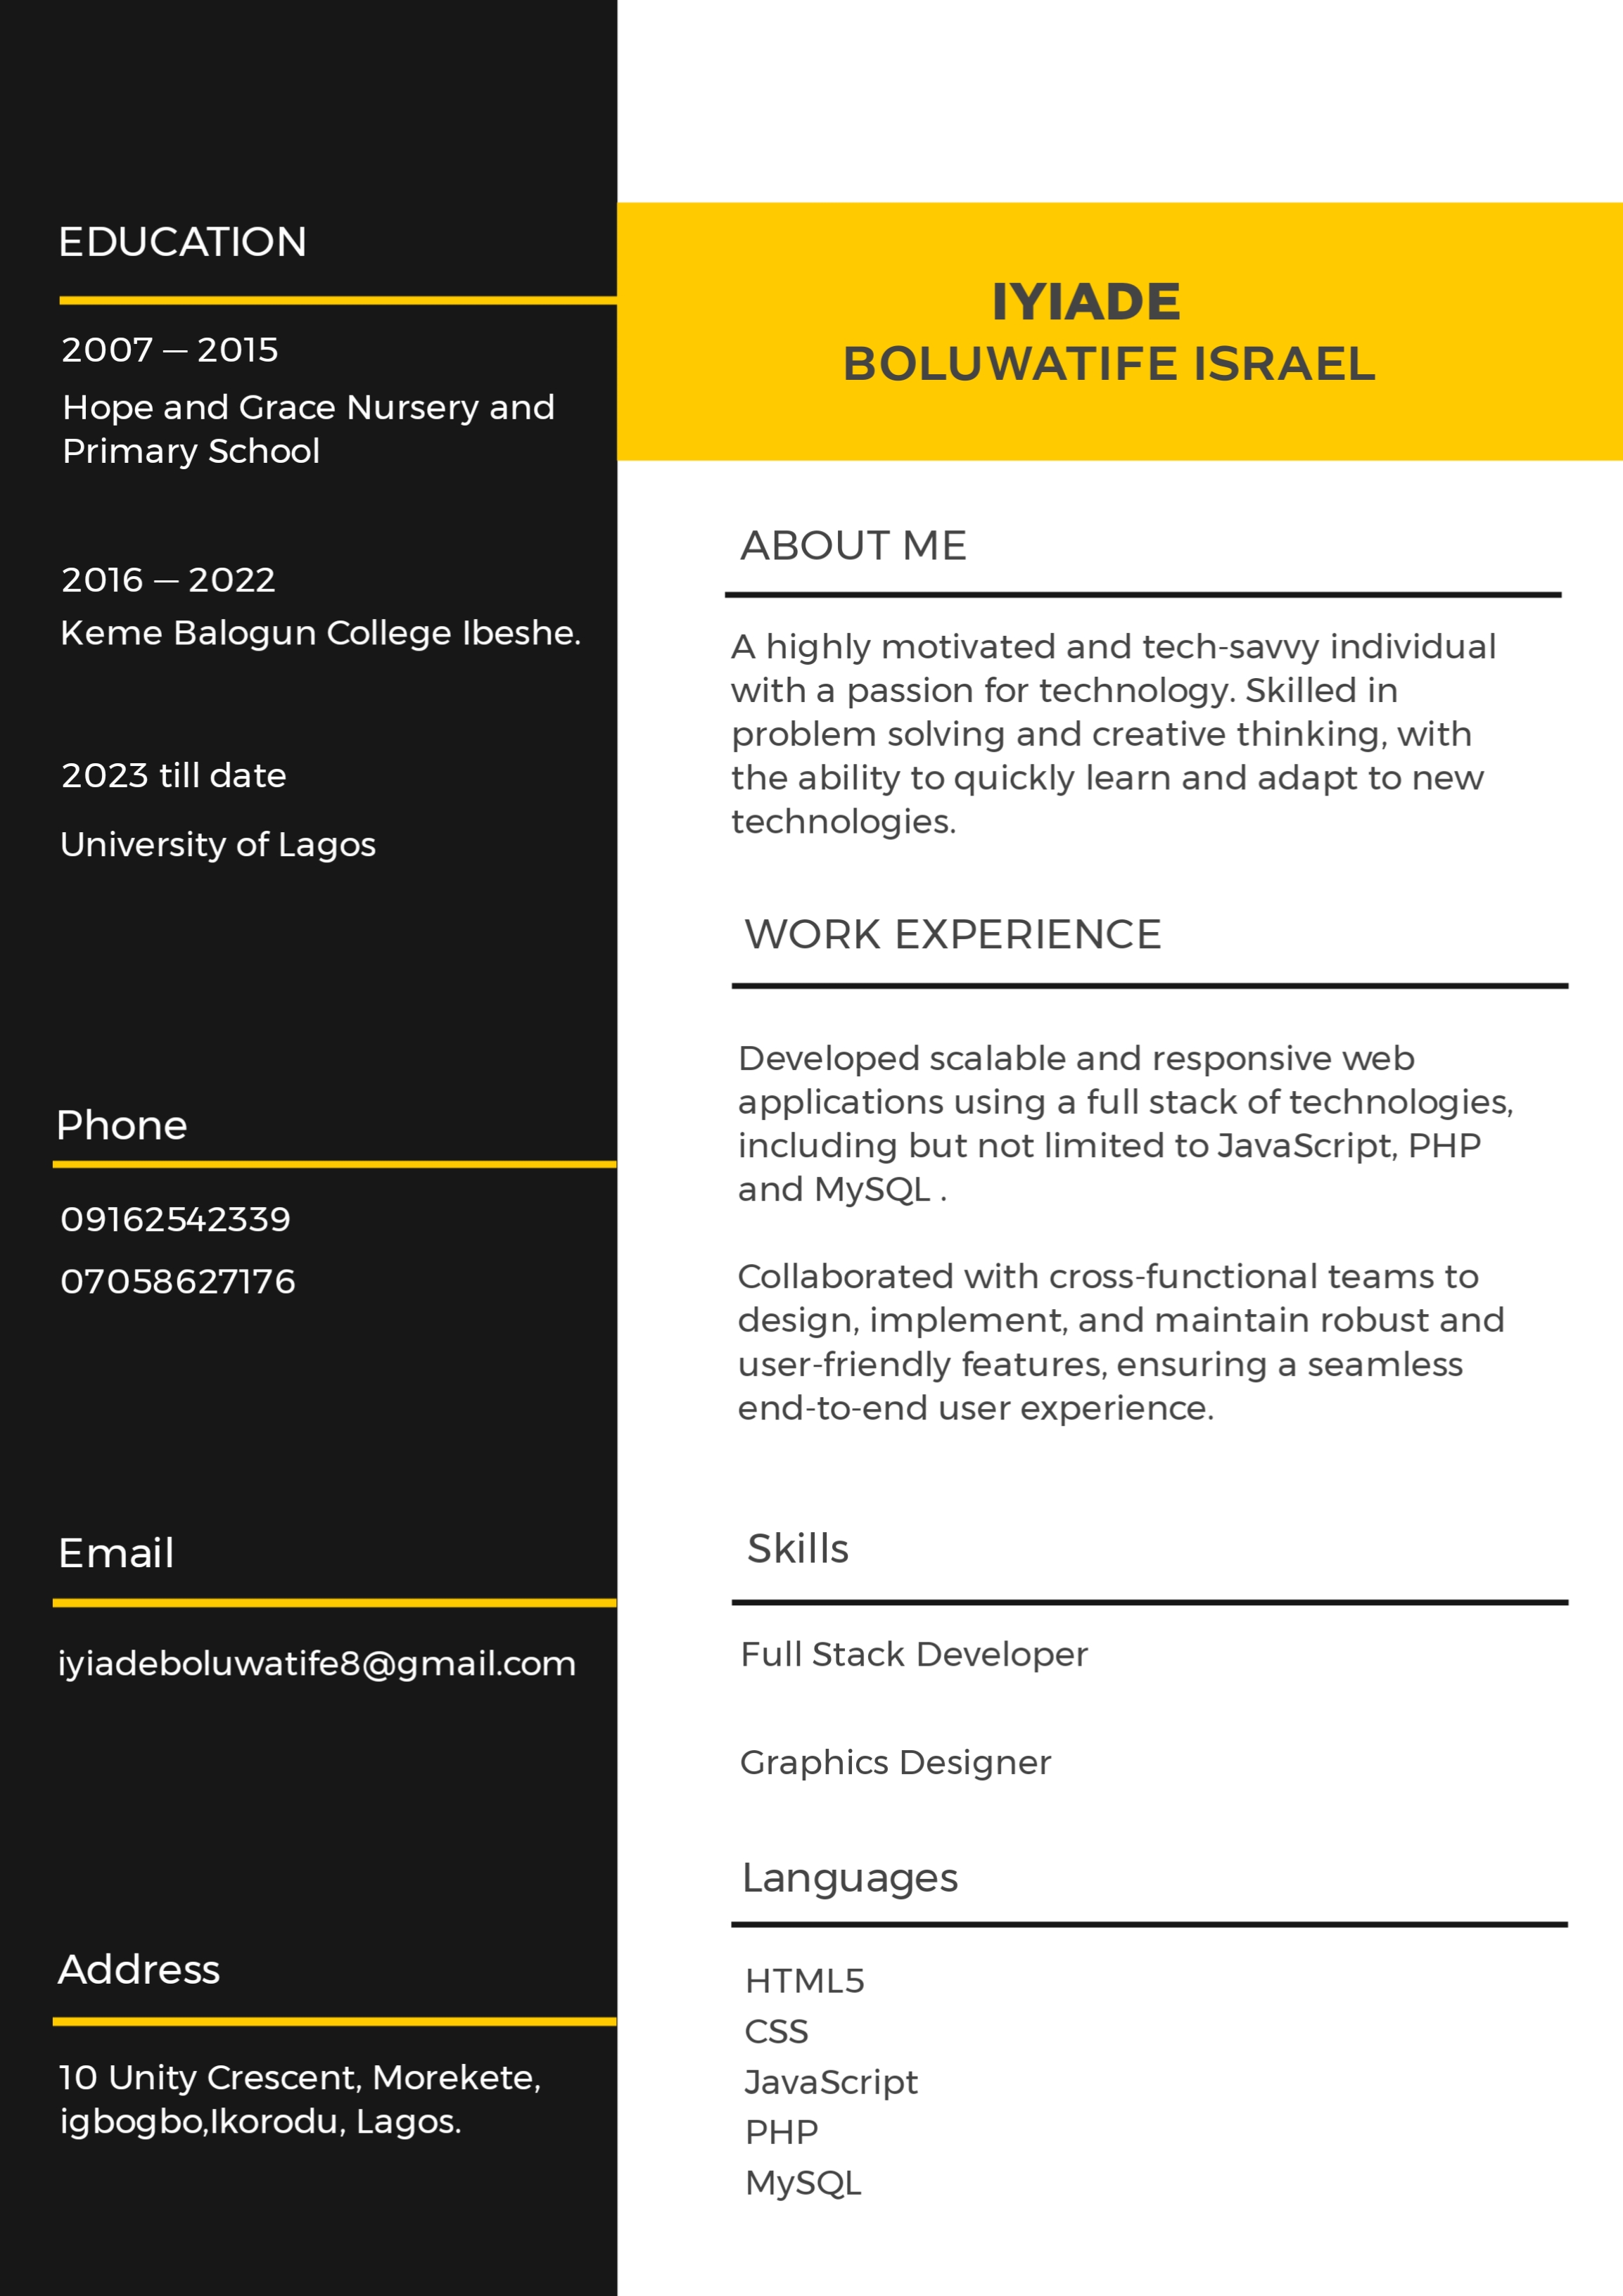 EDUCATION
2007 — 2015
Hope and Grace Nursery and
Primary School
2016 — 2022
Keme Balogun College Ibeshe.
2023 till date
University of Lagos
Phone
09162542339
07058627176
Email
iyiadeboluwatife8@gmail.com
Address
10 Unity Crescent, Morekete,
igbogbo,Ikorodu, Lagos.
IYIADE
BOLUWATIFE ISRAEL
ABOUT ME
A highly motivated and tech-savvy individual
with a passion for technology. Skilled in
problem solving and creative thinking, with
the ability to quickly learn and adapt to new
technologies.
WORK EXPERIENCE
Developed scalable and responsive web
applications using a full stack of technologies,
including but not limited to JavaScript, PHP
and MySQL .
Collaborated with cross-functional teams to
design, implement, and maintain robust and
user-friendly features, ensuring a seamless
end-to-end user experience.
Skills
Full Stack Developer
Graphics Designer
Languages
HTML5
CSS
JavaScript
PHP
MySQL